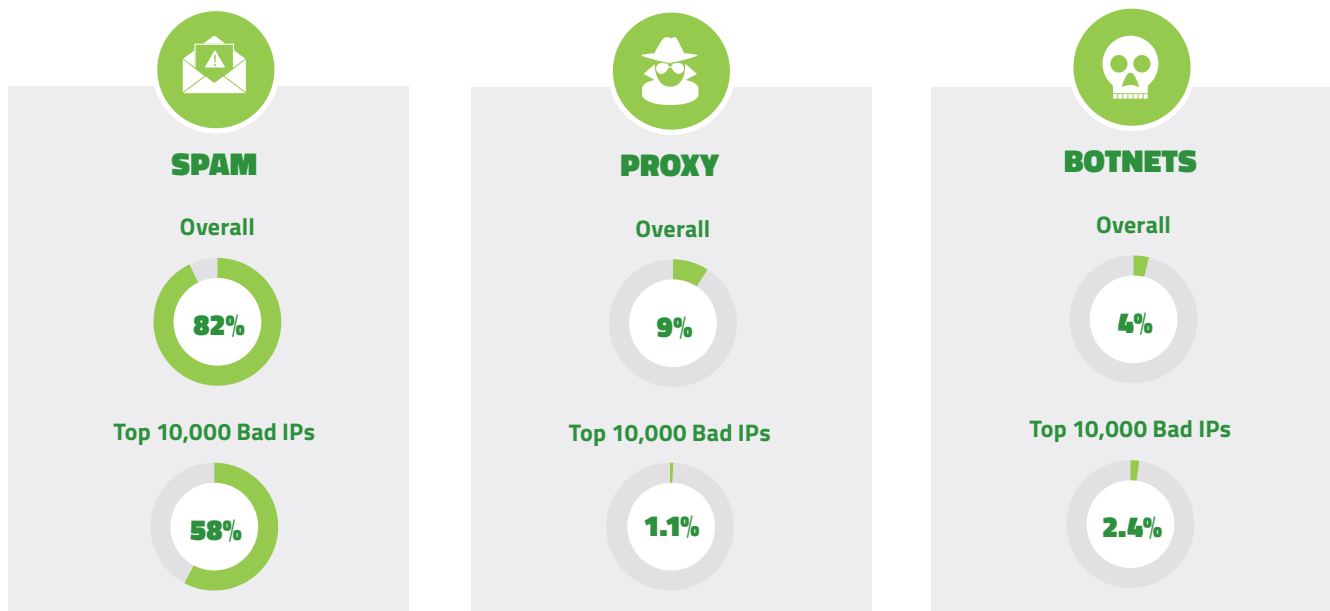 SPAM
Overall
82%
Top 10,000 Bad IPs
58%
PROXY
Overall
9%
Top 10,000 Bad IPs
1.1%
BOTNETS
Overall
4%
Top 10,000 Bad IPs
2.4%